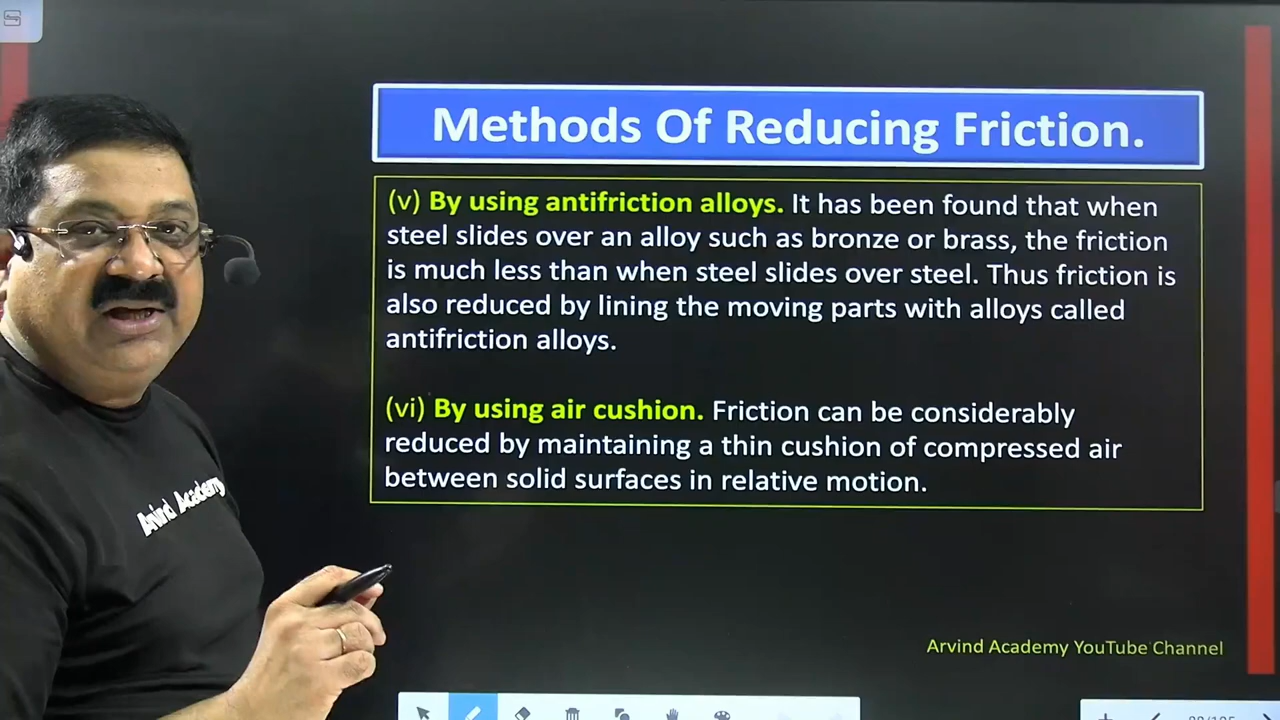 Methods Of Reducing Friction.
(v) By using antifriction alloys. It has been found that when
steel slides over an alloy such as bronze or brass, the friction
is much less than when steel slides over steel. Thus friction is
also reduced by lining the moving parts with alloys called
antifriction alloys.
(vi) By using air cushion. Friction can be considerably
reduced by maintaining a thin cushion of compressed air
between solid surfaces in relative motion.
Arvind Academy
Arvind Academy YouTube Channel